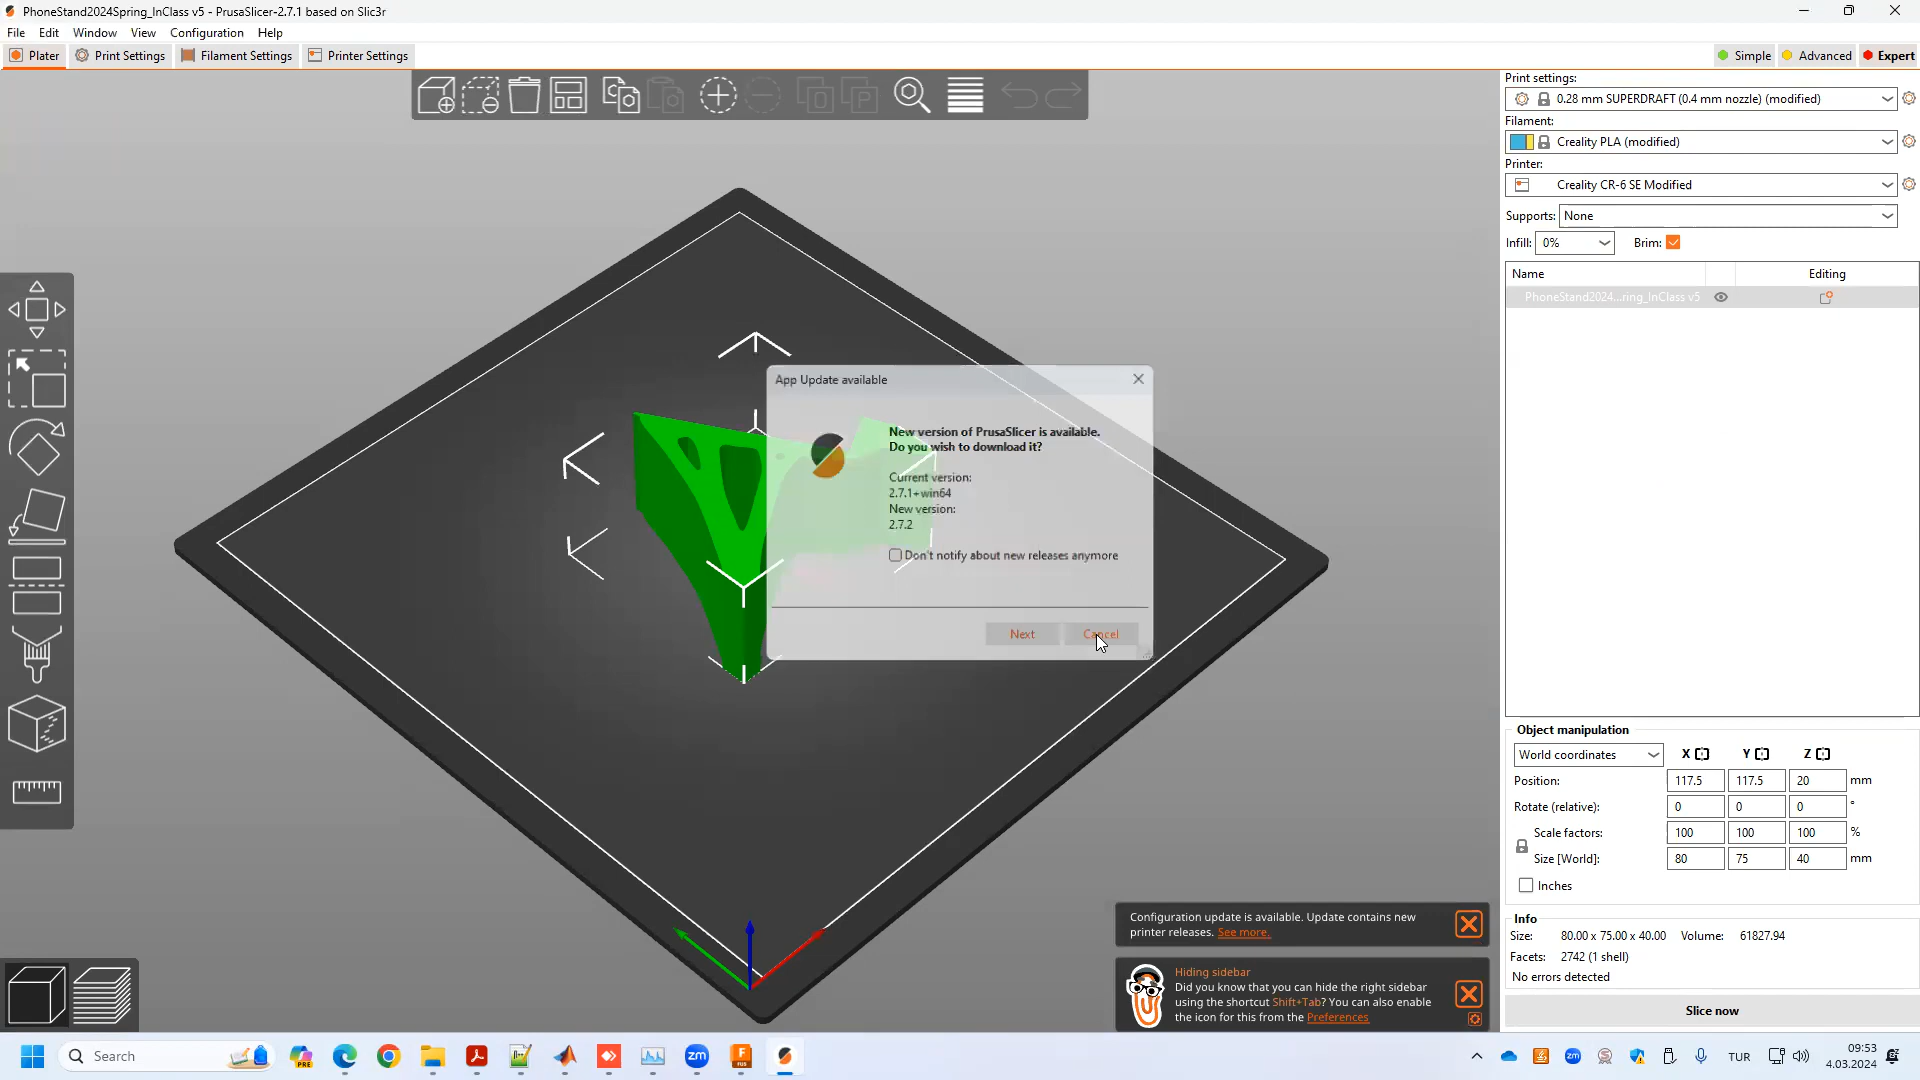 PhoneStand2024Spring_InClass v5 - PrusaSlicer-2.7.1 based on Slic3r
File Edit Window View Configuration Help
Plater Print Settings Filament Settings Printer Settings
Simple Advanced Expert
Print settings:
0.28 mm SUPERDRAFT (0.4 mm nozzle) (modified)
Filament:
Creality PLA (modified)
Printer:
Creality CR-6 SE Modified
Supports: None
Infill: 0% Brim:
Name Editing
PhoneStand2024...ring_InClass v5
App Update available
New version of PrusaSlicer is available.
Do you wish to download it?
Current version:
2.7.1+win64
New version:
2.7.2
Don't notify about new releases anymore
Next Cancel
Object manipulation
World coordinates X Y Z
Position: 117.5 117.5 20 mm
Rotate (relative): 0 0 0 °
Scale factors: 100 100 100 %
Size [World]: 80 75 40 mm
Inches
Info
Size: 80.00 x 75.00 x 40.00 Volume: 61827.94
Facets: 2742 (1 shell)
No errors detected
Slice now
Configuration update is available. Update contains new
printer releases. See more.
Hiding sidebar
Did you know that you can hide the right sidebar
using the shortcut Shift+Tab? You can also enable
the icon for this from the Preferences
Search
PRE
zm
F
FUS
zm
TUR
09:53
4.03.2024